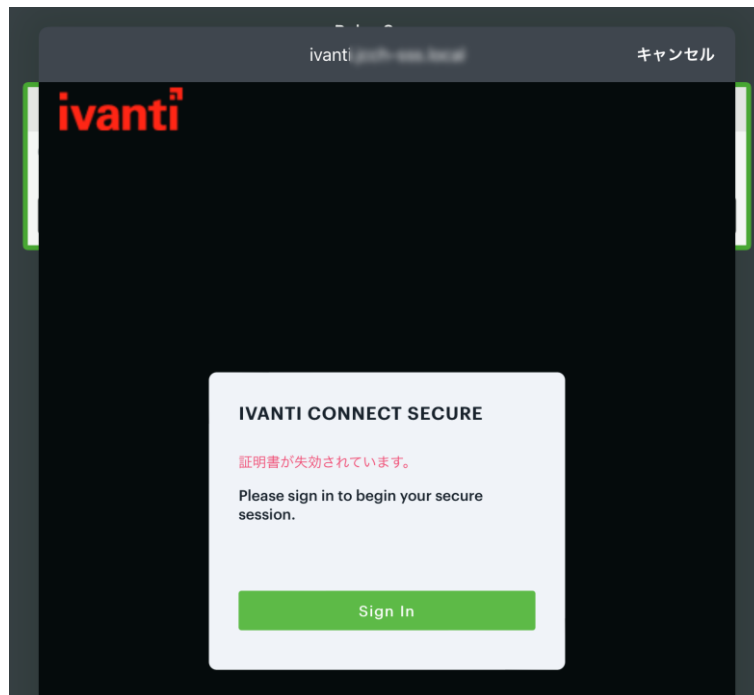 ivanti
キャンセル
ivanti
IVANTI CONNECT SECURE
証明書が失効されています。
Please sign in to begin your secure
session.
Sign In